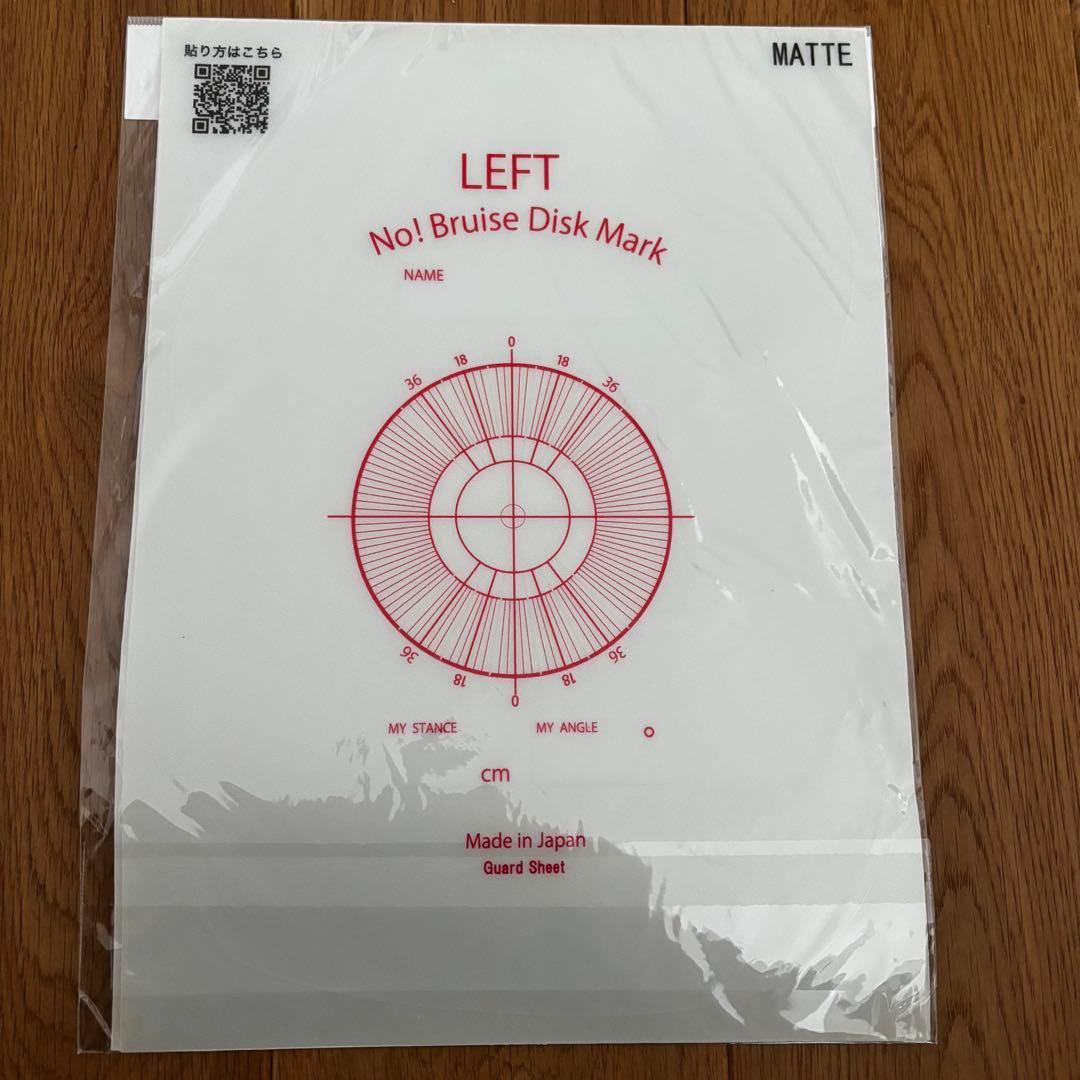 貼り方はこちら
MATTE
LEFT
No! Bruise Disk Mark
NAME
0
18
18
36
36
36
36
18
18
0
MY STANCE
MY ANGLE
cm
Made in Japan
Guard Sheet